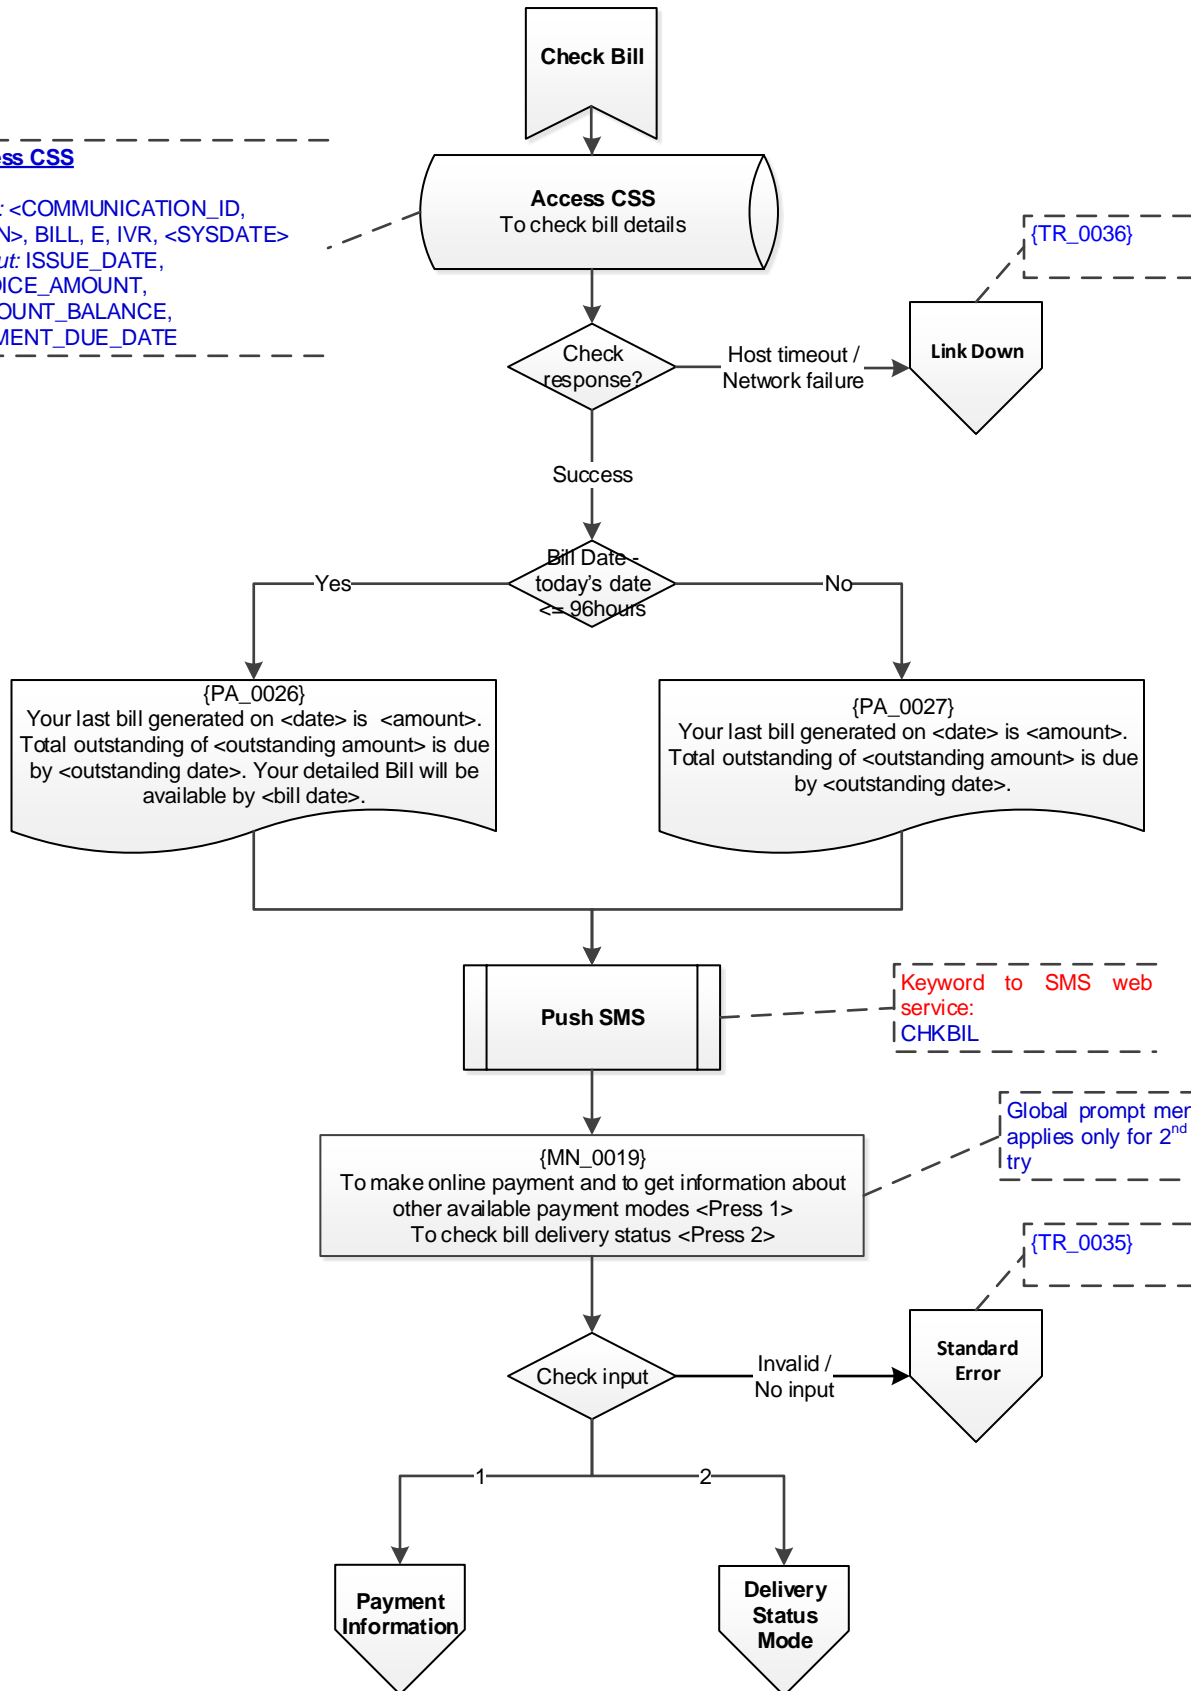 Check Bill
ess CSS
Access CSS
To check bill details
: <COMMUNICATION_ID,
N>, BILL, E, IVR, <SYSDATE>
ut: ISSUE_DATE,
OICE_AMOUNT,
OUNT_BALANCE,
MENT_DUE_DATE
{TR_0036}
Link Down
Check
response?
Host timeout /
Network failure
Success
Bill Date -
today's date
<= 96hours
Yes
No
{PA_0026}
Your last bill generated on <date> is <amount>.
Total outstanding of <outstanding amount> is due
by <outstanding date>. Your detailed Bill will be
available by <bill date>.
{PA_0027}
Your last bill generated on <date> is <amount>.
Total outstanding of <outstanding amount> is due
by <outstanding date>.
Push SMS
Keyword to SMS web
service:
CHKBIL
Global prompt mer
applies only for 2nd
try
{MN_0019}
To make online payment and to get information about
other available payment modes <Press 1>
To check bill delivery status <Press 2>
{TR_0035}
Standard
Error
Check input
Invalid /
No input
1
2
Payment
Information
Delivery
Status
Mode